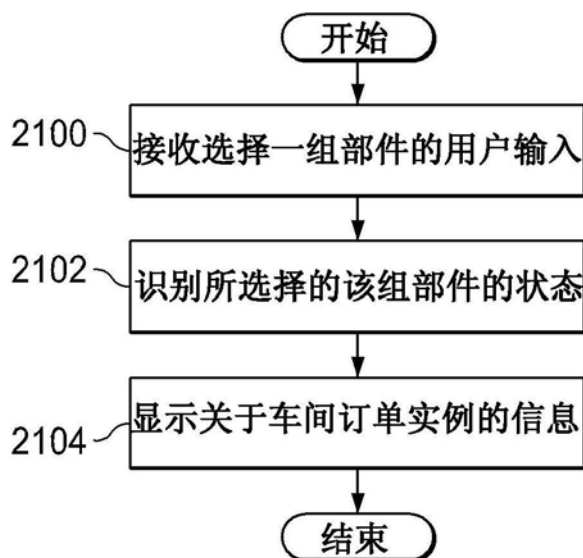 开始
2100
接收选择一组部件的用户输入
2102
识别所选择的该组部件的状态
2104
显示关于车间订单实例的信息
结束